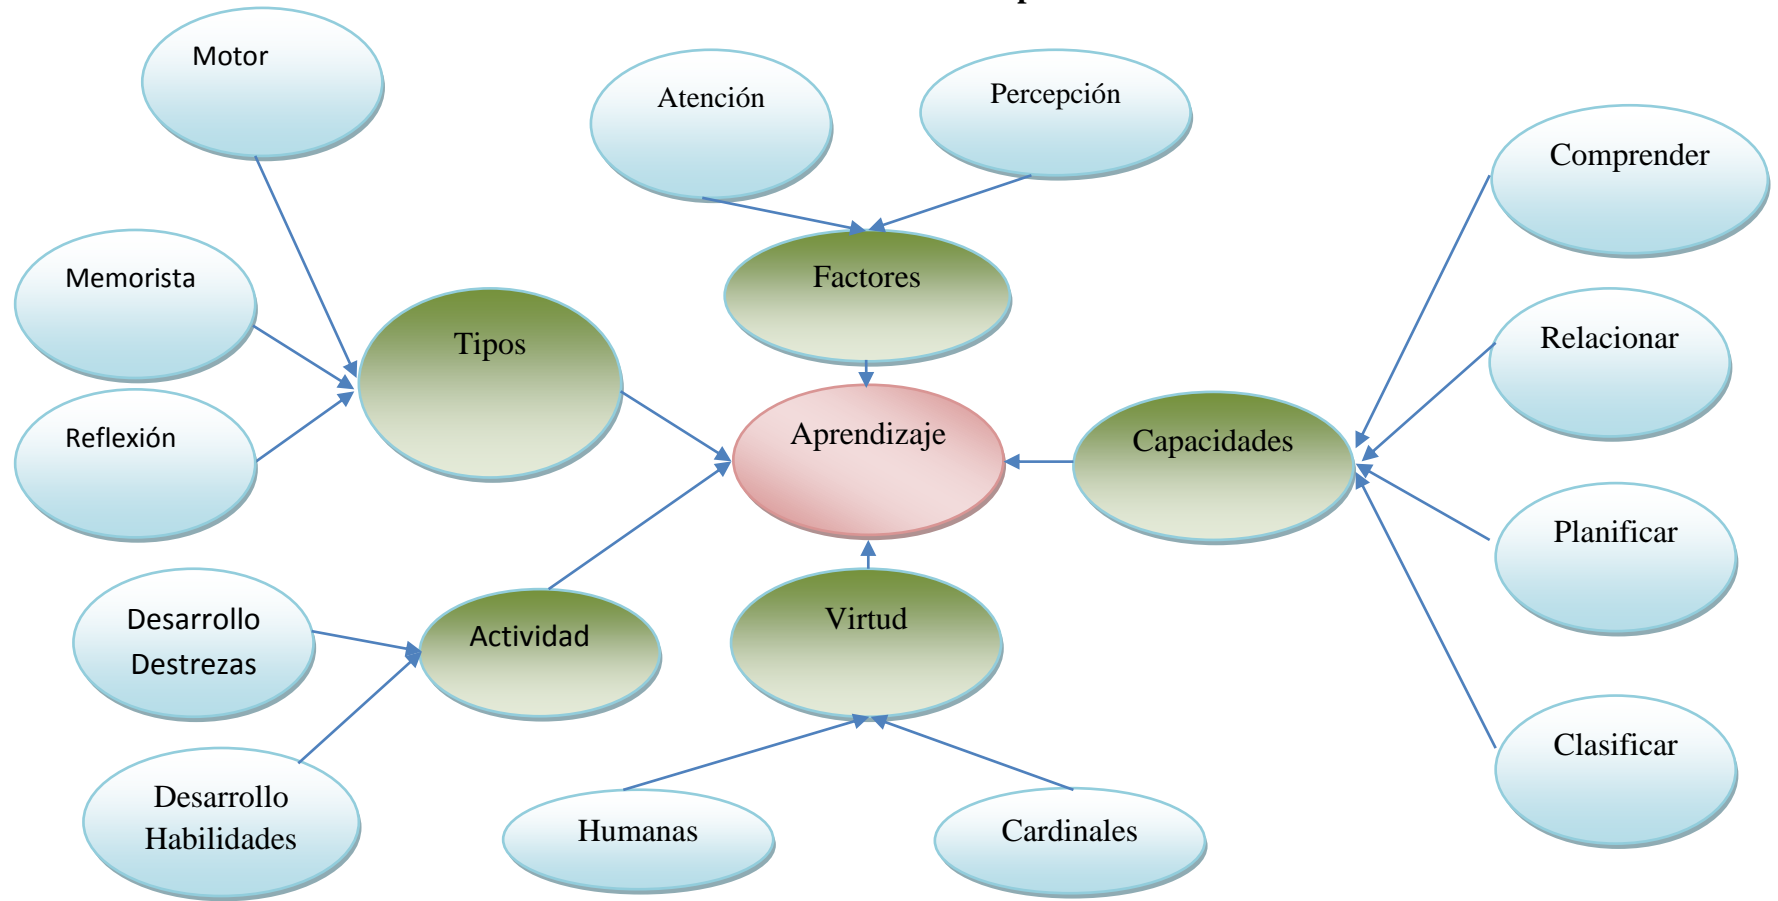 Motor
Atención
Percepción
Comprender
Memorista
Factores
Relacionar
Tipos
Reflexión
Aprendizaje
Capacidades
Planificar
Desarrollo
Destrezas
Actividad
Virtud
Clasificar
Desarrollo
Habilidades
Humanas
Cardinales